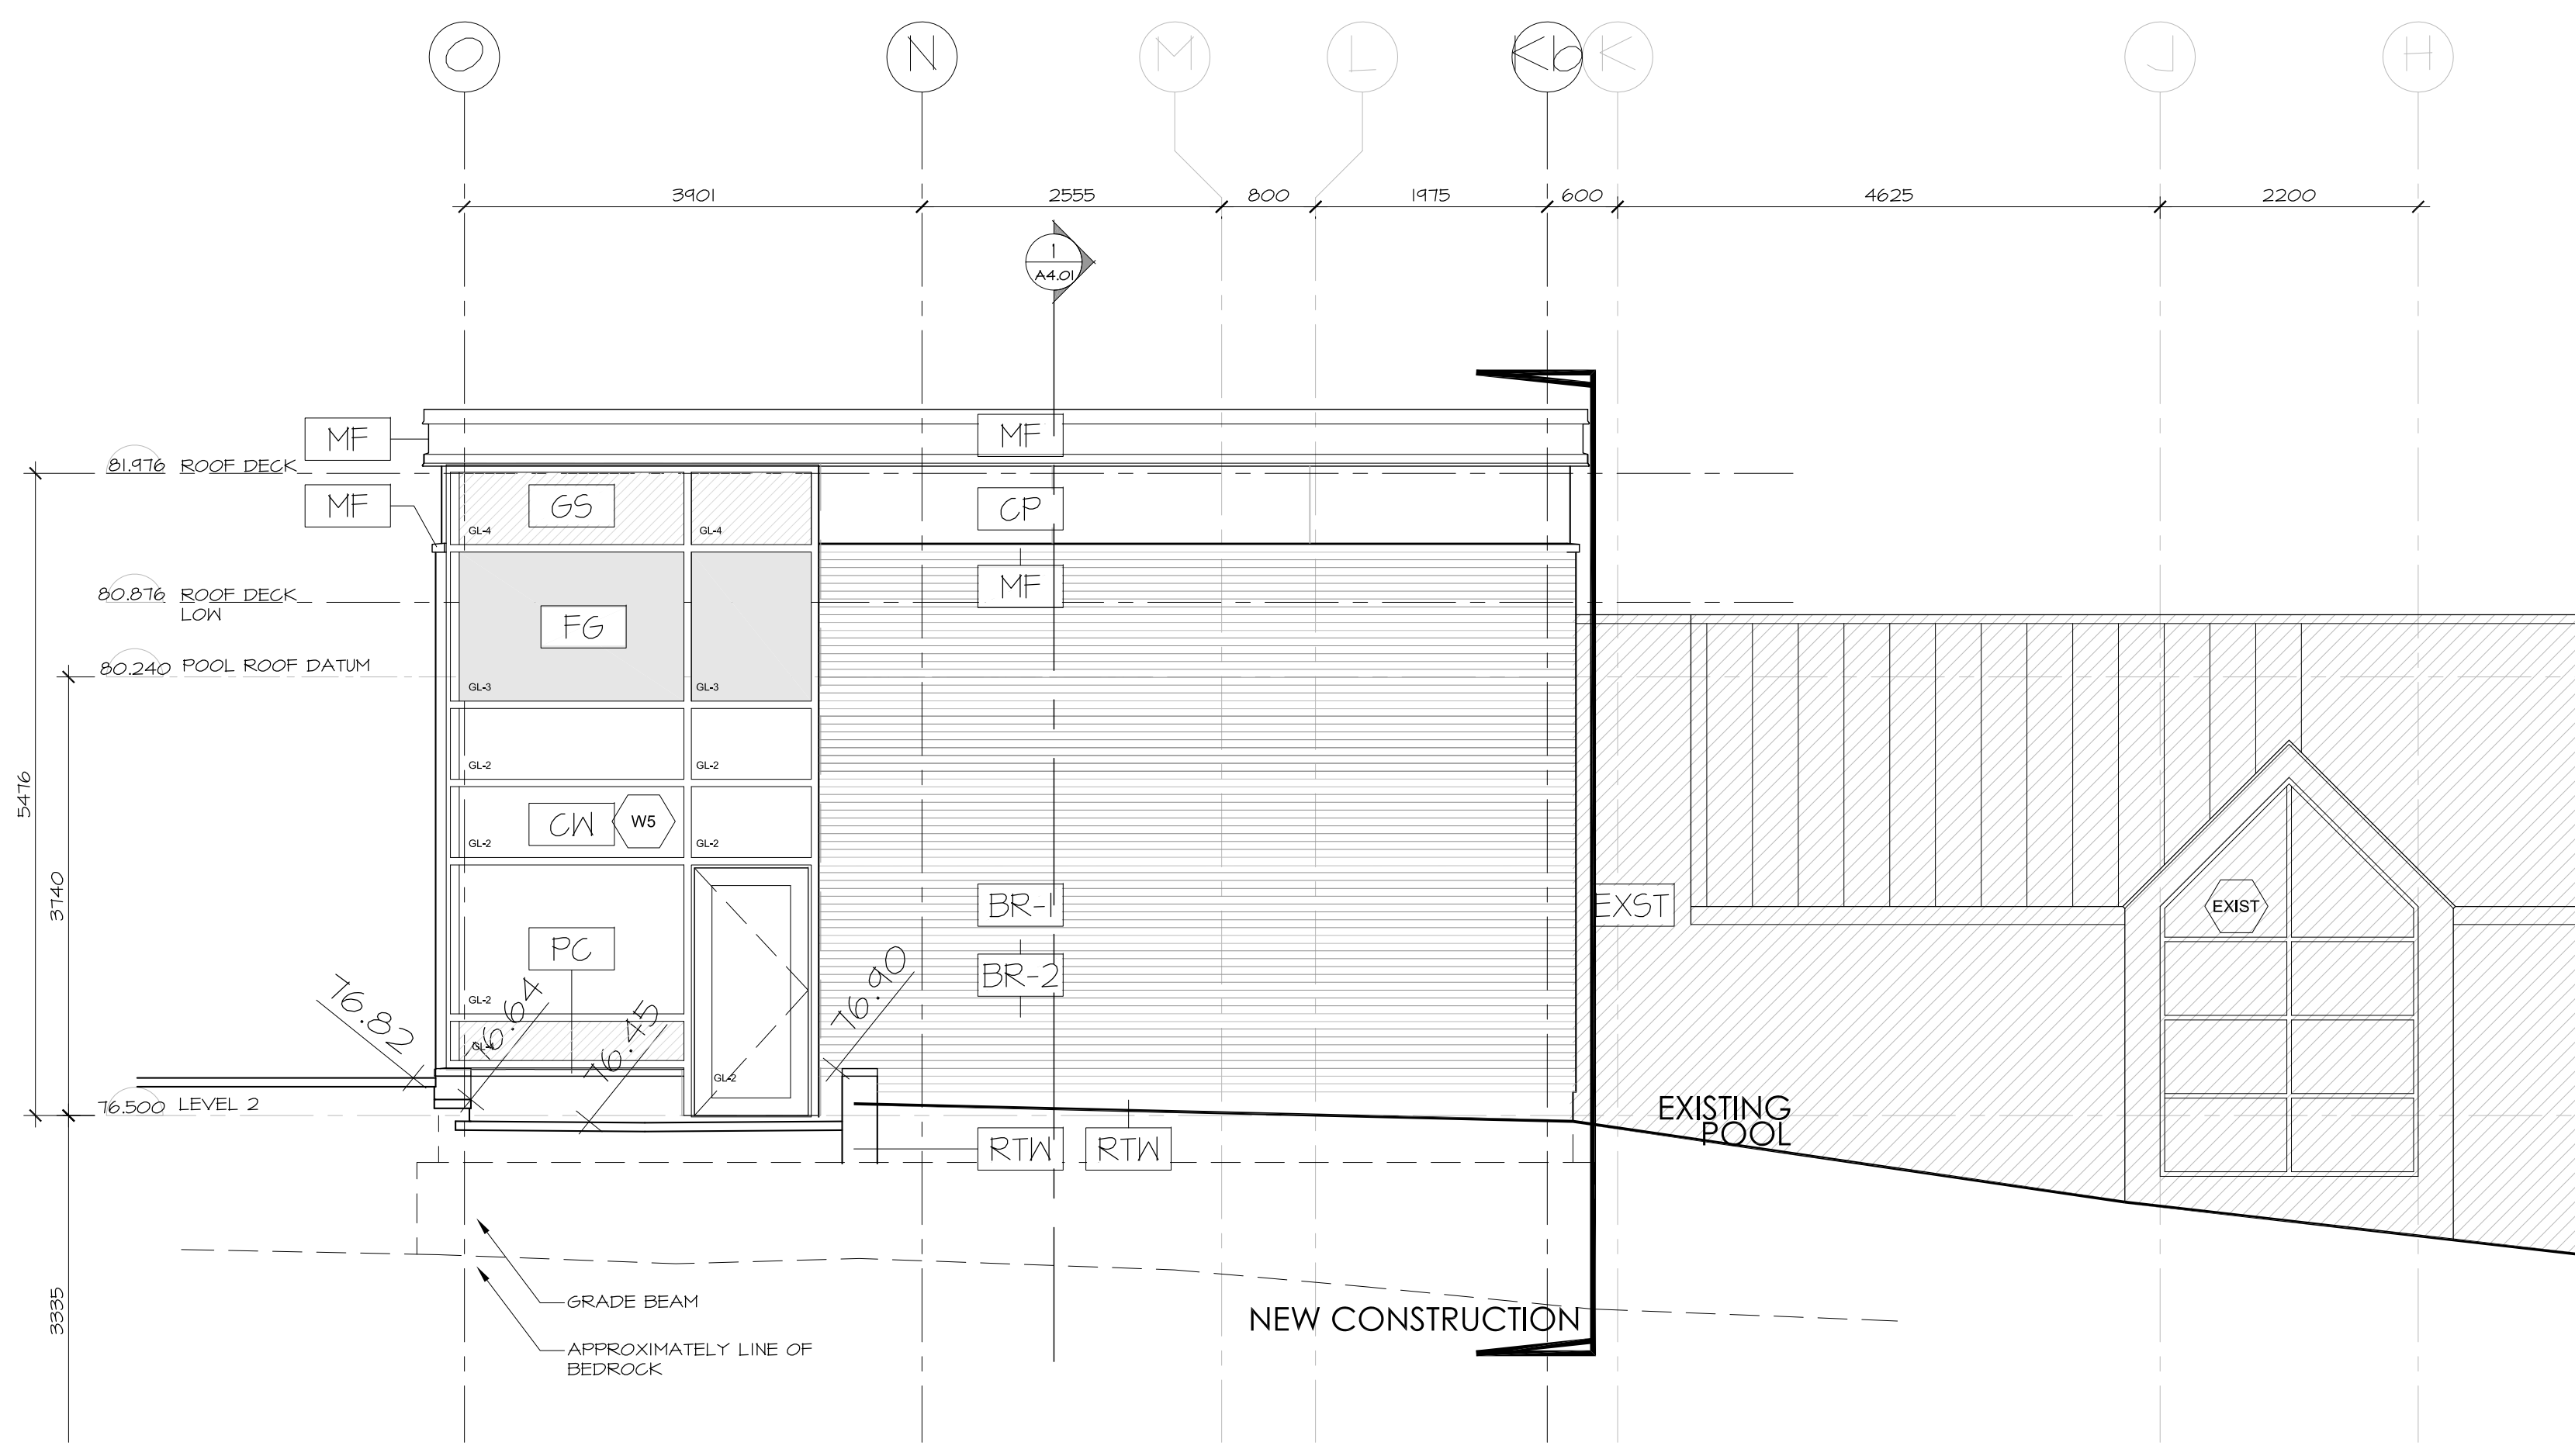 O N M L Kb K J H
3901 2555 800 1975 600 4625 2200
1
A4.01
MF MF
81.976 ROOF DECK
MF GS CP
GL-4 GL-4
MF
80.876 ROOF DECK
LOW
FG
80.240 POOL ROOF DATUM
GL-3 GL-3
GL-2 GL-2
5476
CW W5
GL-2 GL-2
3740
BR-1 EXST EXIST
PC
BR-2
76.90
GL-2
76.82 76.64 76.45
GL-4
GL-2
76.500 LEVEL 2
EXISTING
POOL
RTW RTW
3335
GRADE BEAM
NEW CONSTRUCTION
APPROXIMATELY LINE OF
BEDROCK